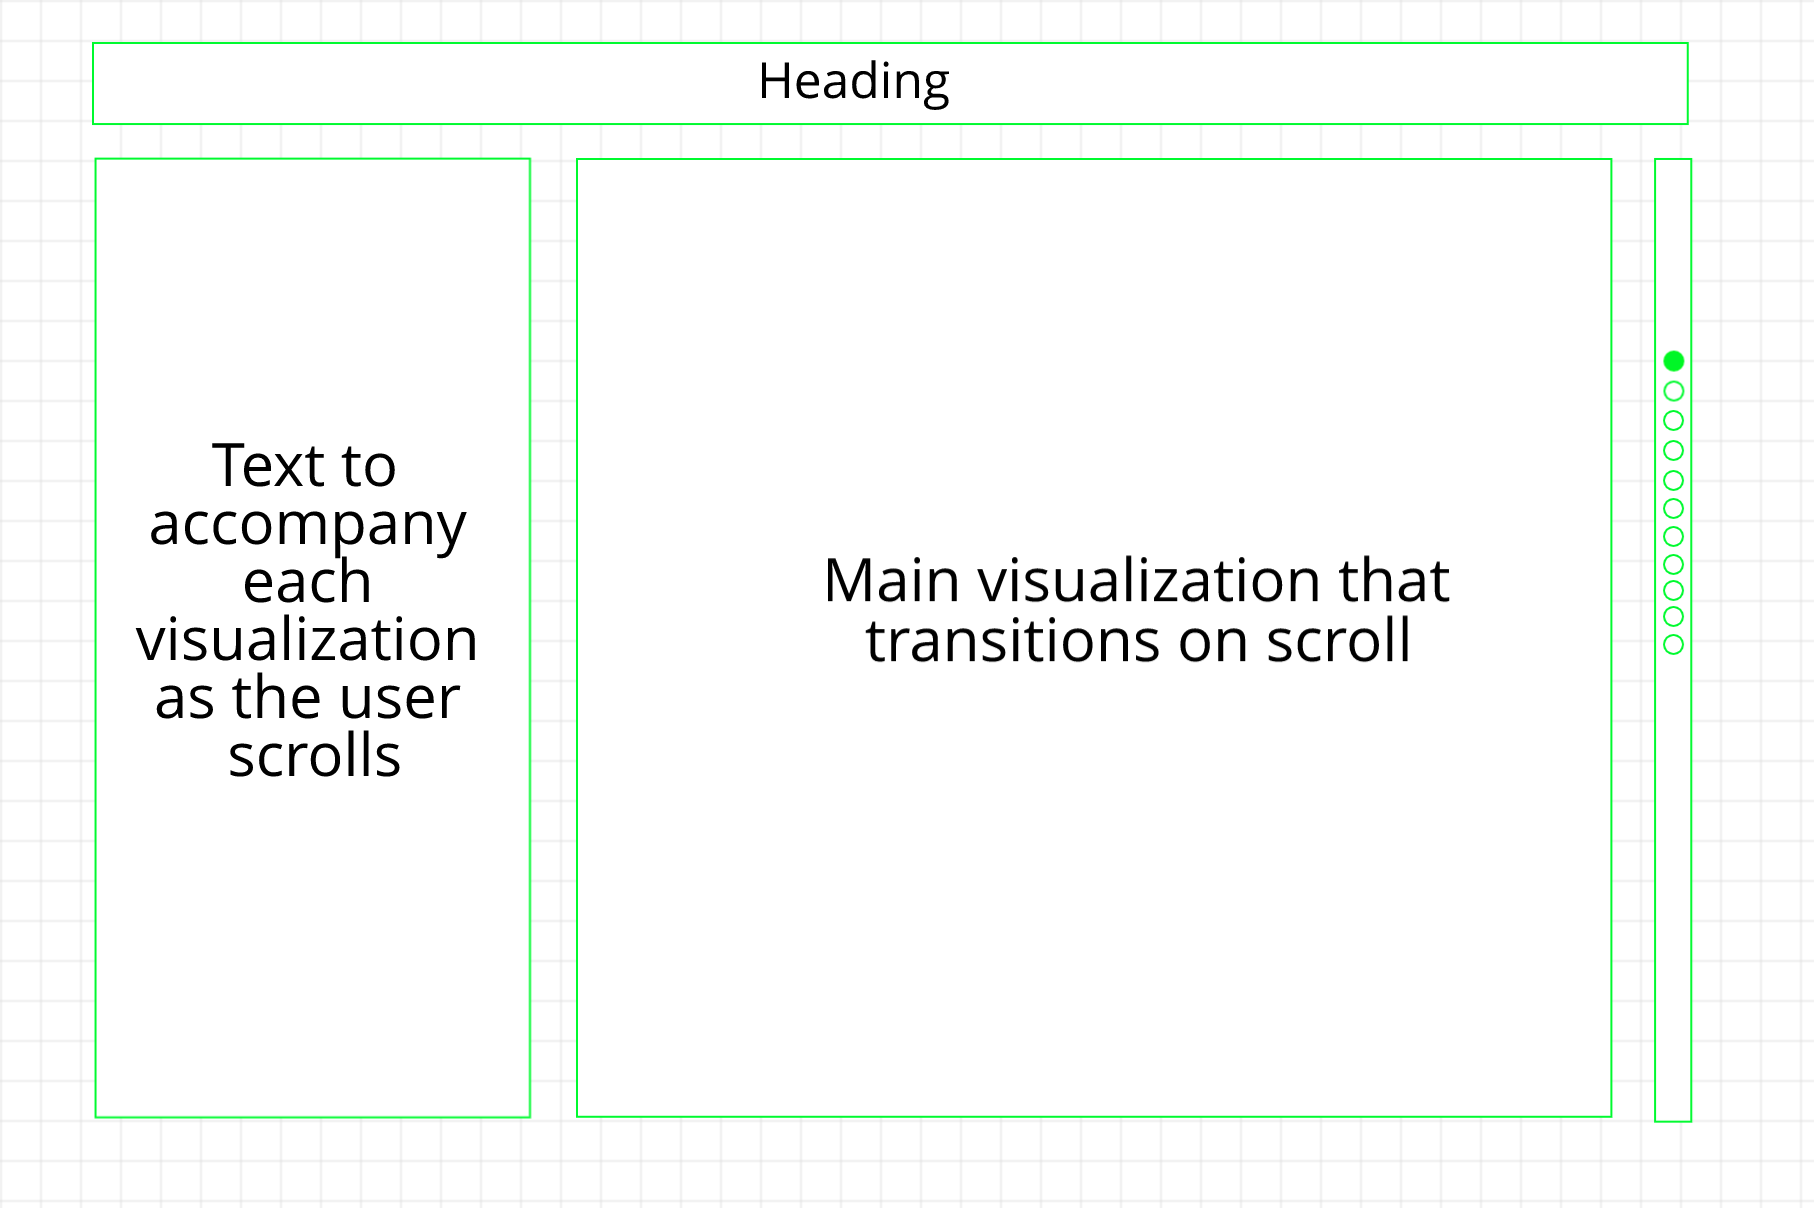 Heading
Text to
accompany
each
visualization
as the user
scrolls
Main visualization that
transitions on scroll